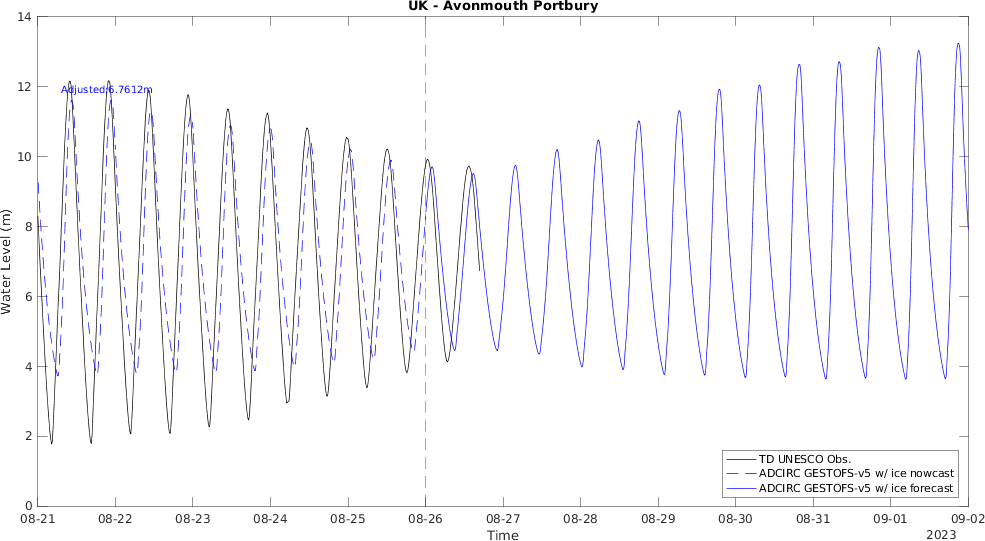 UK - Avonmouth Portbury
14
12
10
8
6
4
2
0
Water Level (m)
Adjusted:6.7612m
TD UNESCO Obs.
ADCIRC GESTOFS-v5 w/ ice nowcast
ADCIRC GESTOFS-v5 w/ ice forecast
08-21 08-22 08-23 08-24 08-25 08-26 08-27 08-28 08-29 08-30 08-31 09-01 09-02
Time
2023